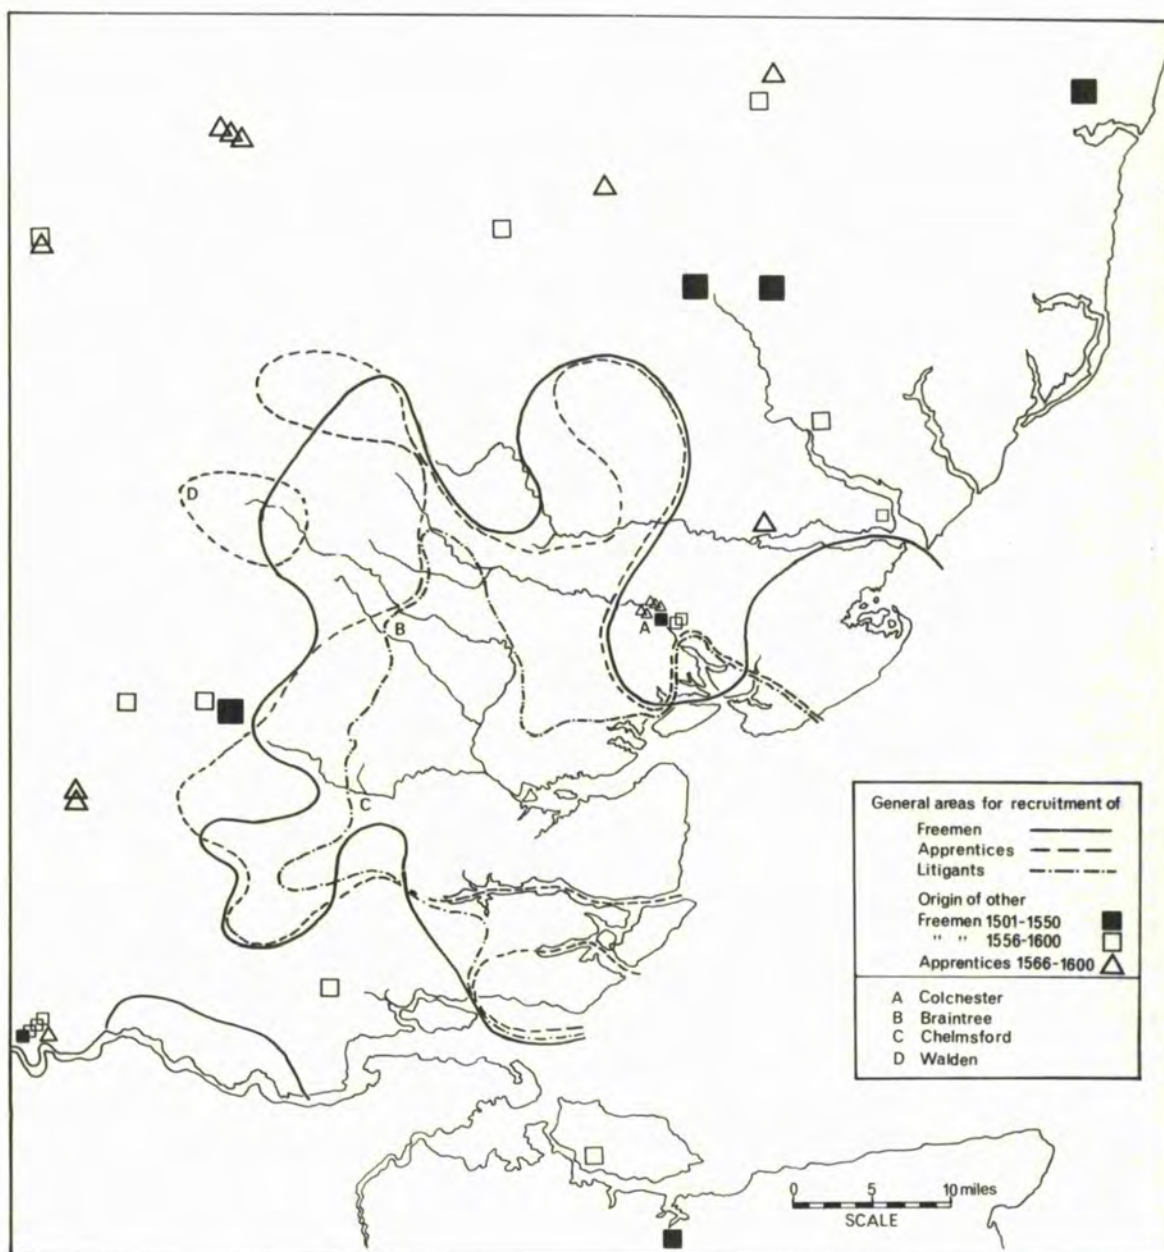 D
B
A
C
General areas for recruitment of
Freemen
Apprentices
Litigants
Origin of other
Freemen 1501-1550
" " 1556-1600
Apprentices 1566-1600
A Colchester
B Braintree
C Chelmsford
D Walden
0 5 10 miles
SCALE